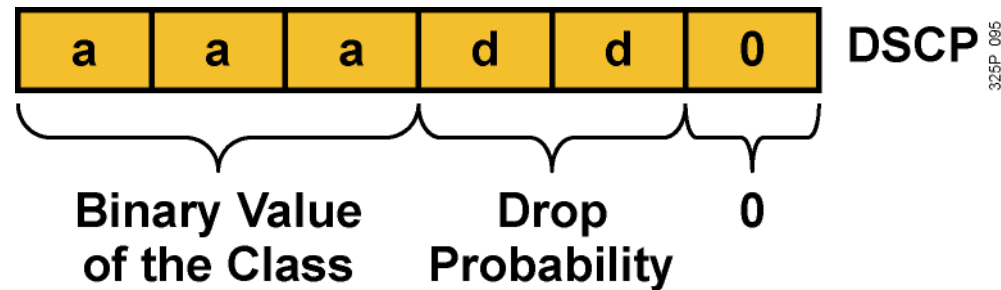 a a a d d 0 DSCP
325P_095
Binary Value
of the Class
Drop
Probability
0